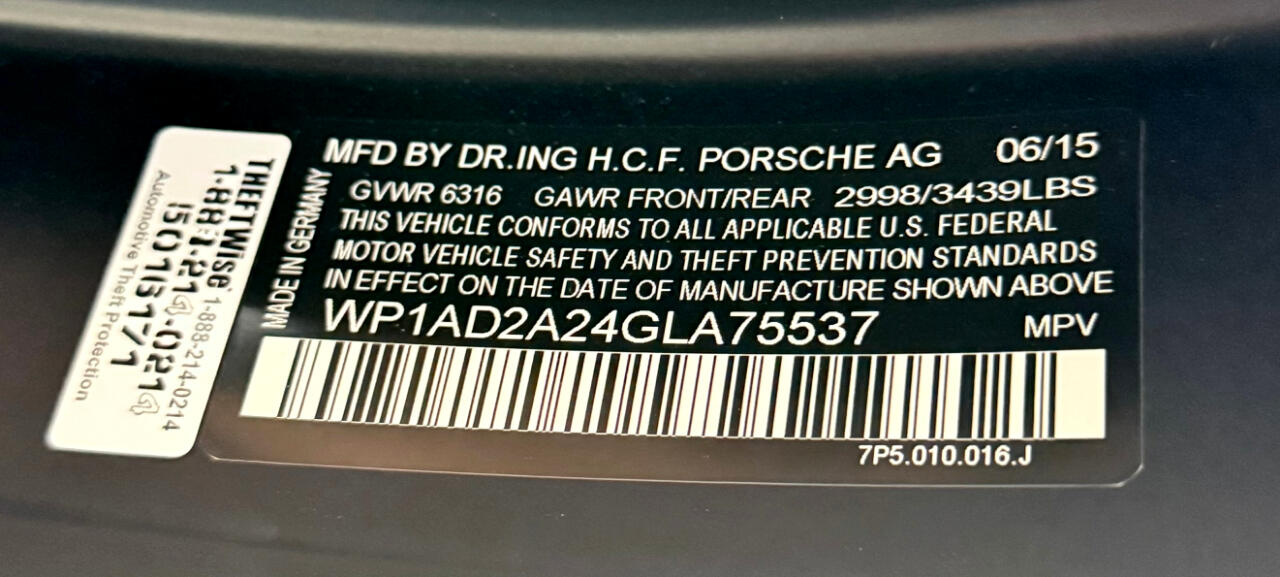 MFD BY DR.ING H.C.F. PORSCHE AG 06/15
GVWR 6316 GAWR FRONT/REAR 2998/3439LBS
THIS VEHICLE CONFORMS TO ALL APPLICABLE U.S. FEDERAL
MOTOR VEHICLE SAFETY AND THEFT PREVENTION STANDARDS
IN EFFECT ON THE DATE OF MANUFACTURE SHOWN ABOVE
WP1AD2A24GLA75537 MPV
7P5.010.016.J
MADE IN GERMANY
THEFTWISE 1-888-214-0214
Automotive Theft Protection